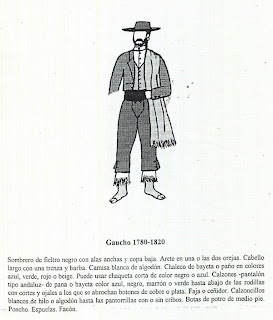 Gaucho 1780-1820
Sombrero de fieltro negro con alas anchas y copa baja. Arete en una o las dos orejas. Cabello
largo con una trenza y barba. Camisa blanca de algodón. Chaleco de bayeta o paño en colores
azul, verde, rojo o beige. Puede usar chaqueta corta de color negro o azul. Calzones -pantalón
tipo andaluz- de pana o bayeta color azul, negro, marrón o verde hasta abajo de las rodillas
con cortes y ojales a los que se abrochan botones de cobre o plata. Faja o ceñidor. Calzoncillos
blancos de hilo o algodón hasta las pantorrillas con o sin cribos. Botas de potro de medio pie.
Poncho. Espuelas. Facón.